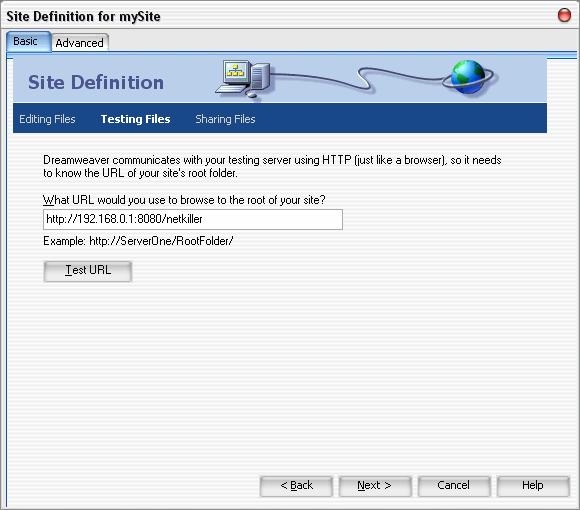 Site Definition for mySite
Basic
Advanced
Site Definition
Editing Files Testing Files Sharing Files
Dreamweaver communicates with your testing server using HTTP (just like a browser), so it needs
to know the URL of your site's root folder.
What URL would you use to browse to the root of your site?
http://192.168.0.1:8080/netkiller
Example: http://ServerOne/RootFolder/
Test URL
< Back Next > Cancel Help